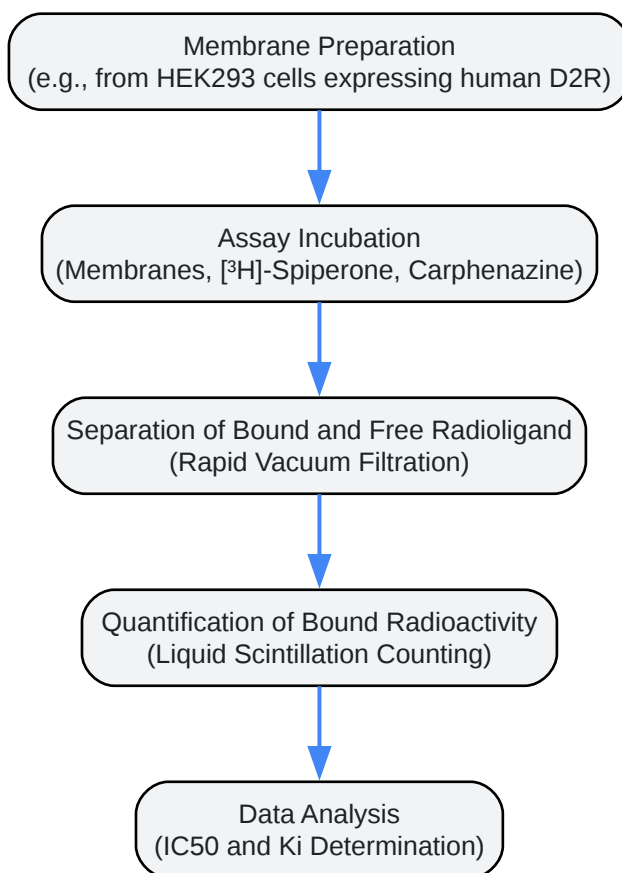 Membrane Preparation
(e.g., from HEK293 cells expressing human D2R)
Assay Incubation
(Membranes, [³H]-Spiperone, Carphenazine)
Separation of Bound and Free Radioligand
(Rapid Vacuum Filtration)
Quantification of Bound Radioactivity
(Liquid Scintillation Counting)
Data Analysis
(IC50 and Ki Determination)